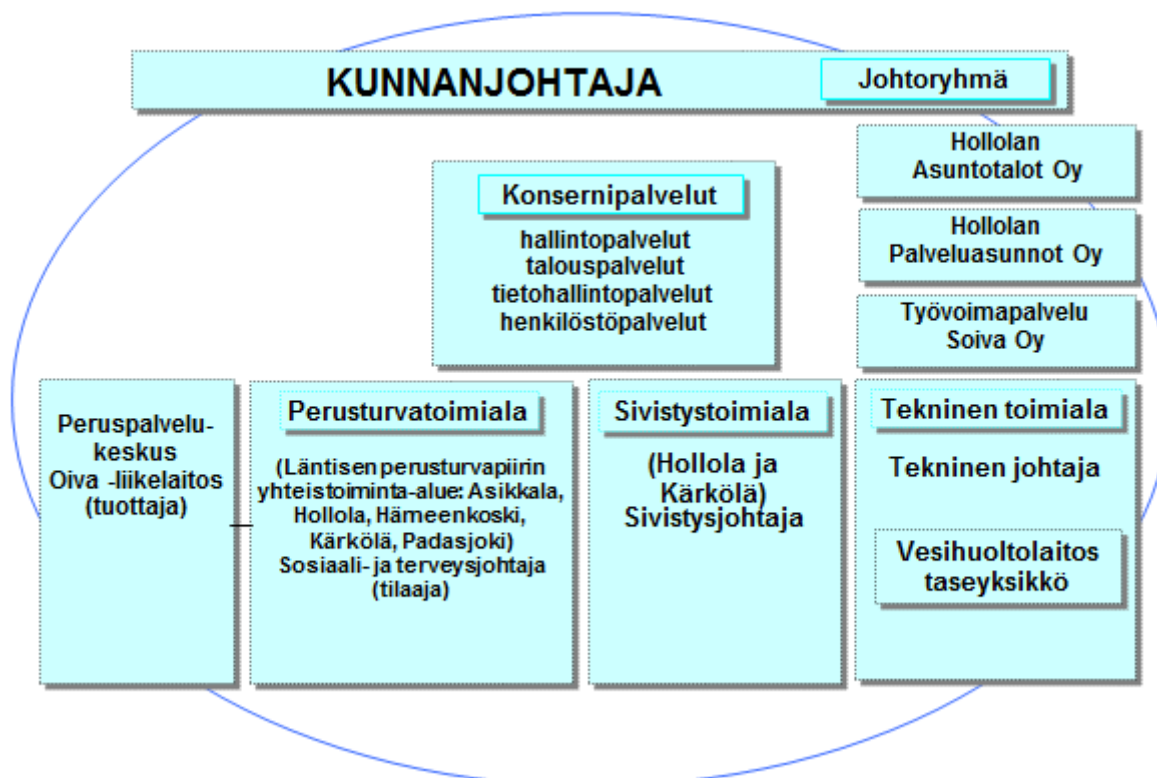 KUNNANJOHTAJA
Johtoryhmä
Hollolan
Asuntotalot Oy
Hollolan
Palveluasunnot Oy
Työvoimapalvelu
Soiva Oy
Konsernipalvelut
hallintopalvelut
talouspalvelut
tietohallintopalvelut
henkilöstöpalvelut
Peruspalvelu-
keskus
Oiva -liikelaitos
(tuottaja)
Perusturvatoimiala
(Läntisen perusturvapiirin
yhteistoiminta-alue: Asikkala,
Hollola, Hämeenkoski,
Kärkölä, Padasjoki)
Sosiaali- ja terveysjohtaja
(tilaaja)
Sivistystoimiala
(Hollola ja
Kärkölä)
Sivistysjohtaja
Tekninen toimiala
Tekninen johtaja
Vesihuoltolaitos
taseyksikkö